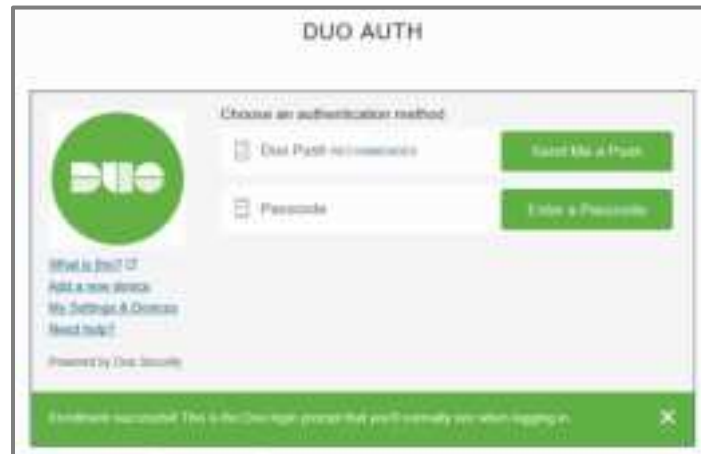 DUO AUTH
Choose an authentication method
Duo Push RECOMMENDED
Send Me a Push
Passcode
Enter a Passcode
DUO
What is this?
Add a new device
My Settings & Devices
Need help?
Powered by Duo Security
Enrollment successful! This is the Duo login prompt that you'll normally see when logging in.